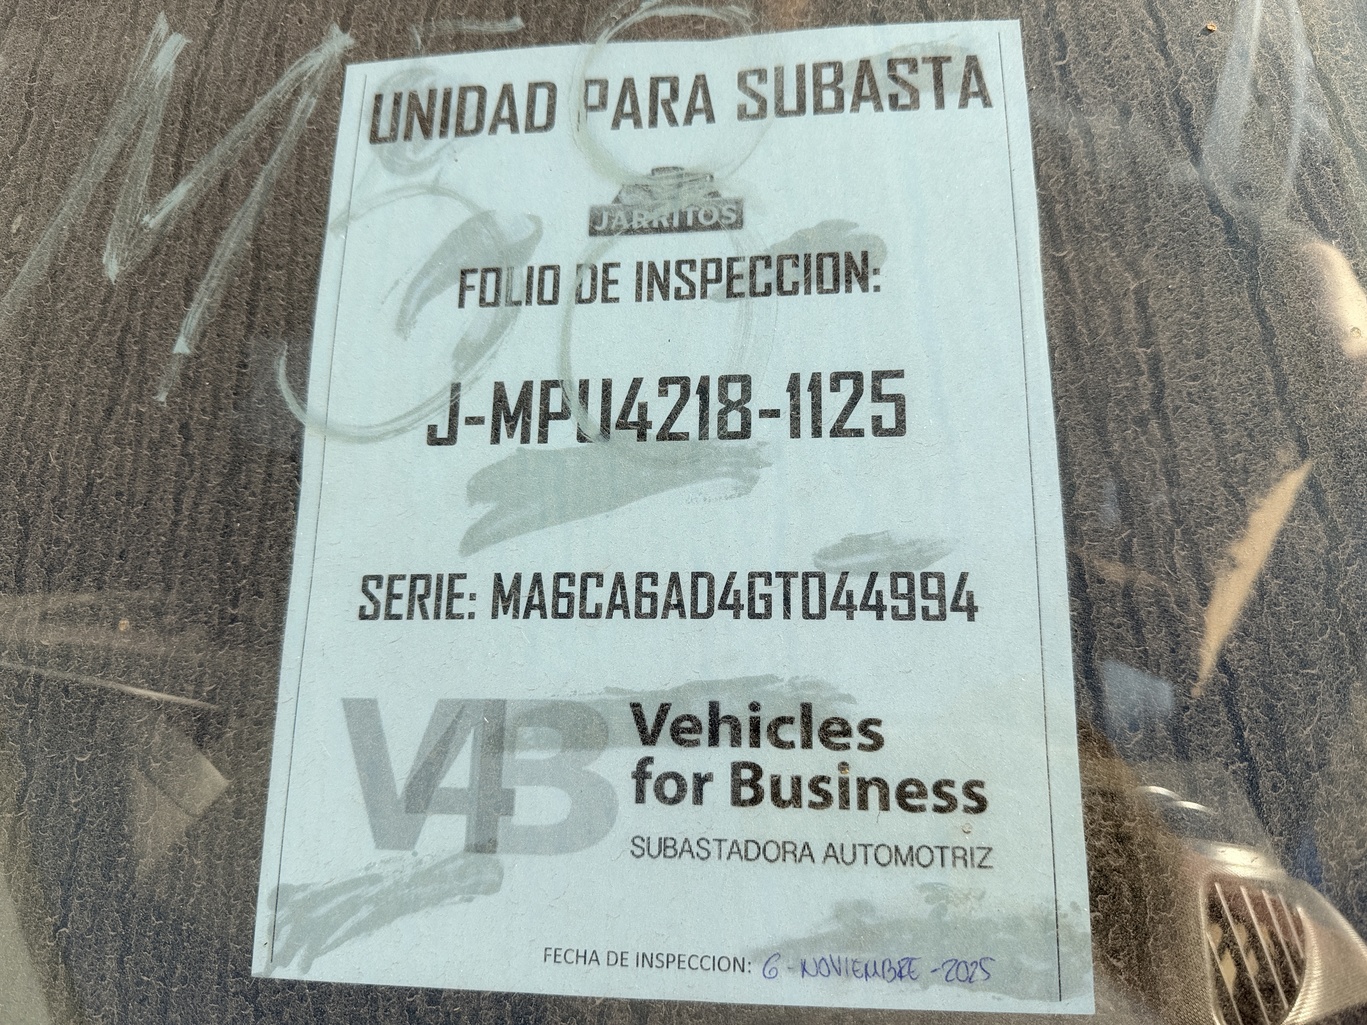 UNIDAD PARA SUBASTA
JARRITOS
FOLIO DE INSPECCION:
J-MPU4218-1125
SERIE: MA6CA6AD4GT044994
V4B
Vehicles
for Business
SUBASTADORA AUTOMOTRIZ
FECHA DE INSPECCION: 6-NOVIEMBRE-2025